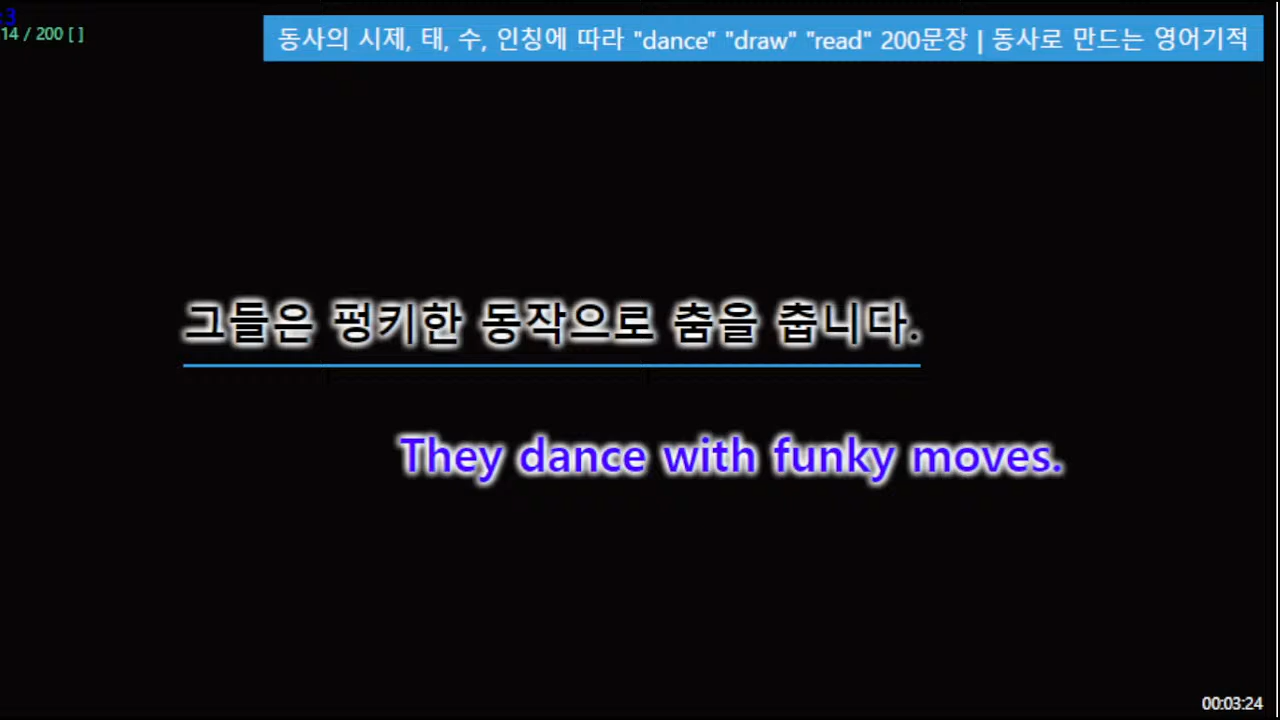 :3
14 / 200 [ ]
동사의 시제, 태, 수, 인칭에 따라 "dance" "draw" "read" 200문장 | 동사로 만드는 영어기적
그들은 펑키한 동작으로 춤을 춥니다.
They dance with funky moves.
00:03:24